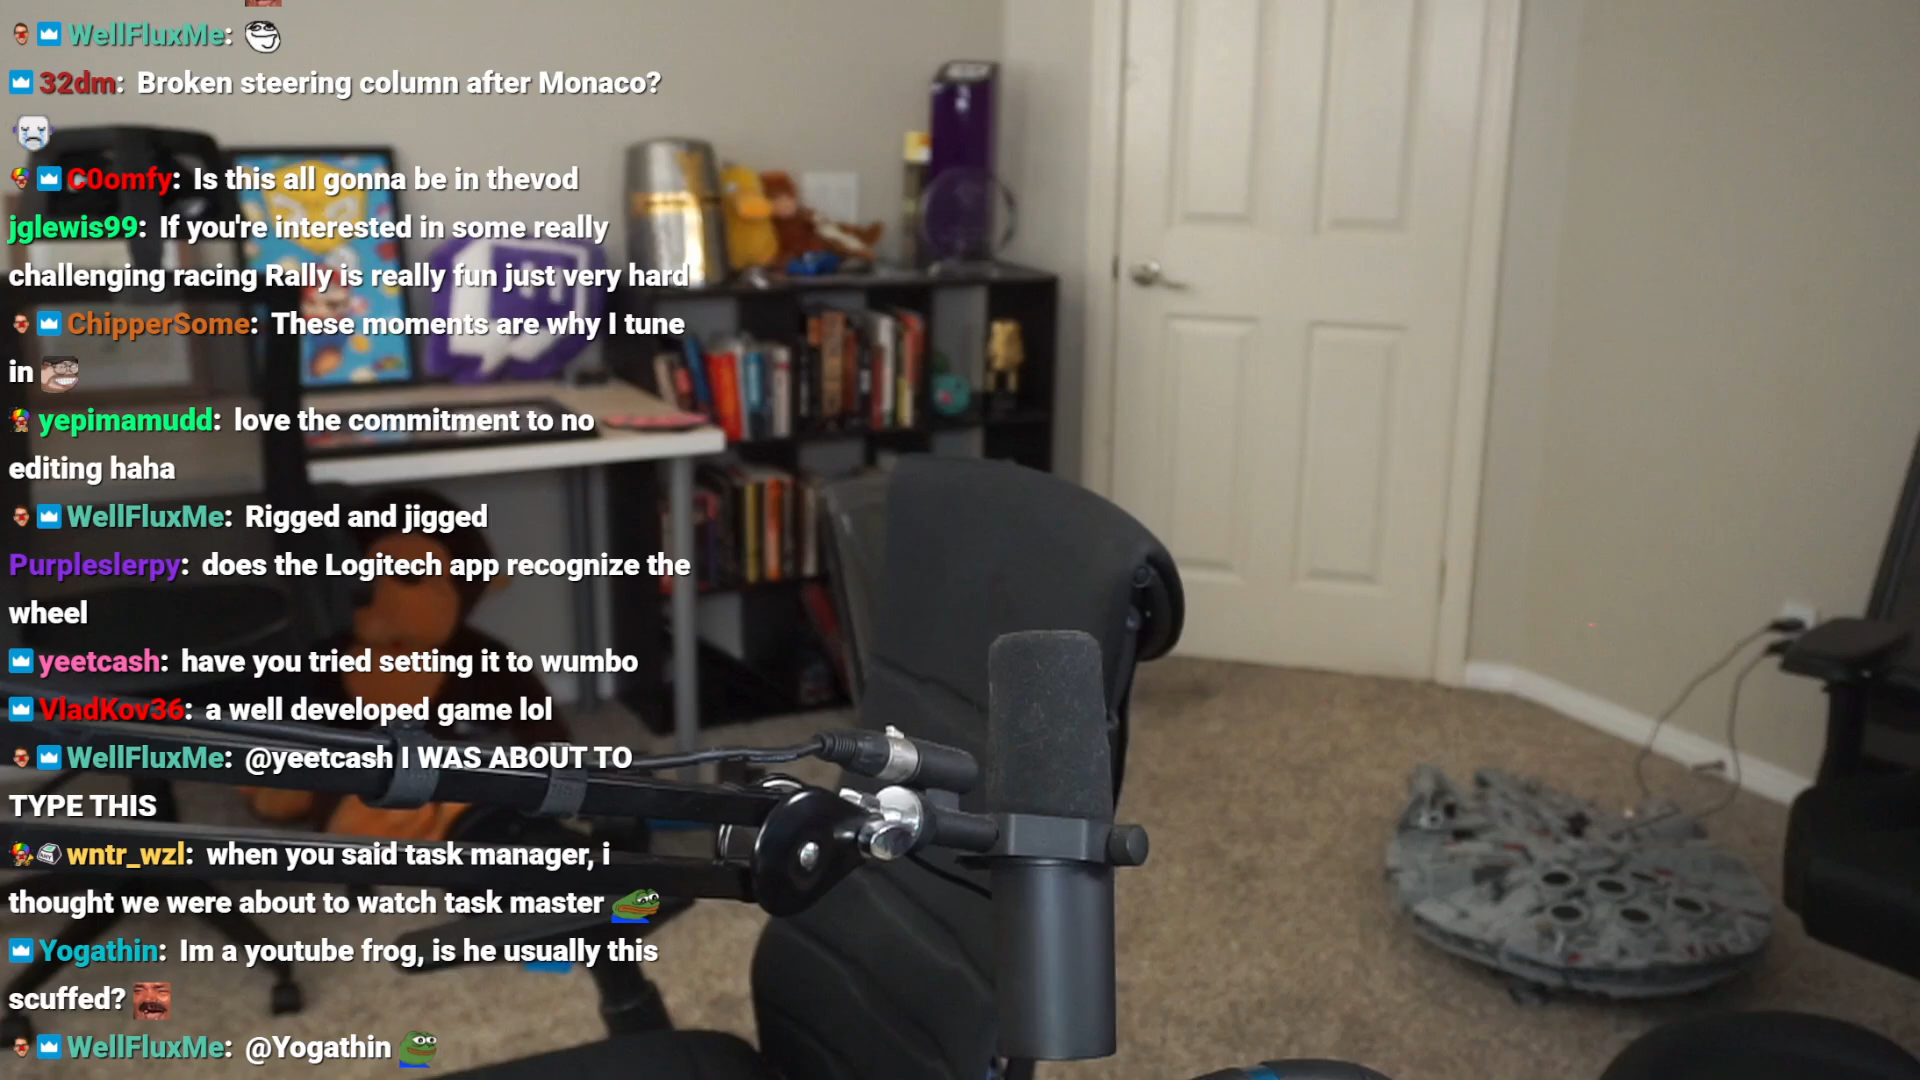 WellFluxMe:
32dm: Broken steering column after Monaco?
C0omfy: Is this all gonna be in thevod
jglewis99: If you're interested in some really
challenging racing Rally is really fun just very hard
ChipperSome: These moments are why I tune
in
yepimamudd: love the commitment to no
editing haha
WellFluxMe: Rigged and jigged
Purpleslerpy: does the Logitech app recognize the
wheel
yeetcash: have you tried setting it to wumbo
VladKov36: a well developed game lol
WellFluxMe: @yeetcash I WAS ABOUT TO
TYPE THIS
wntr_wzl: when you said task manager, i
thought we were about to watch task master
Yogathin: Im a youtube frog, is he usually this
scuffed?
WellFluxMe: @Yogathin